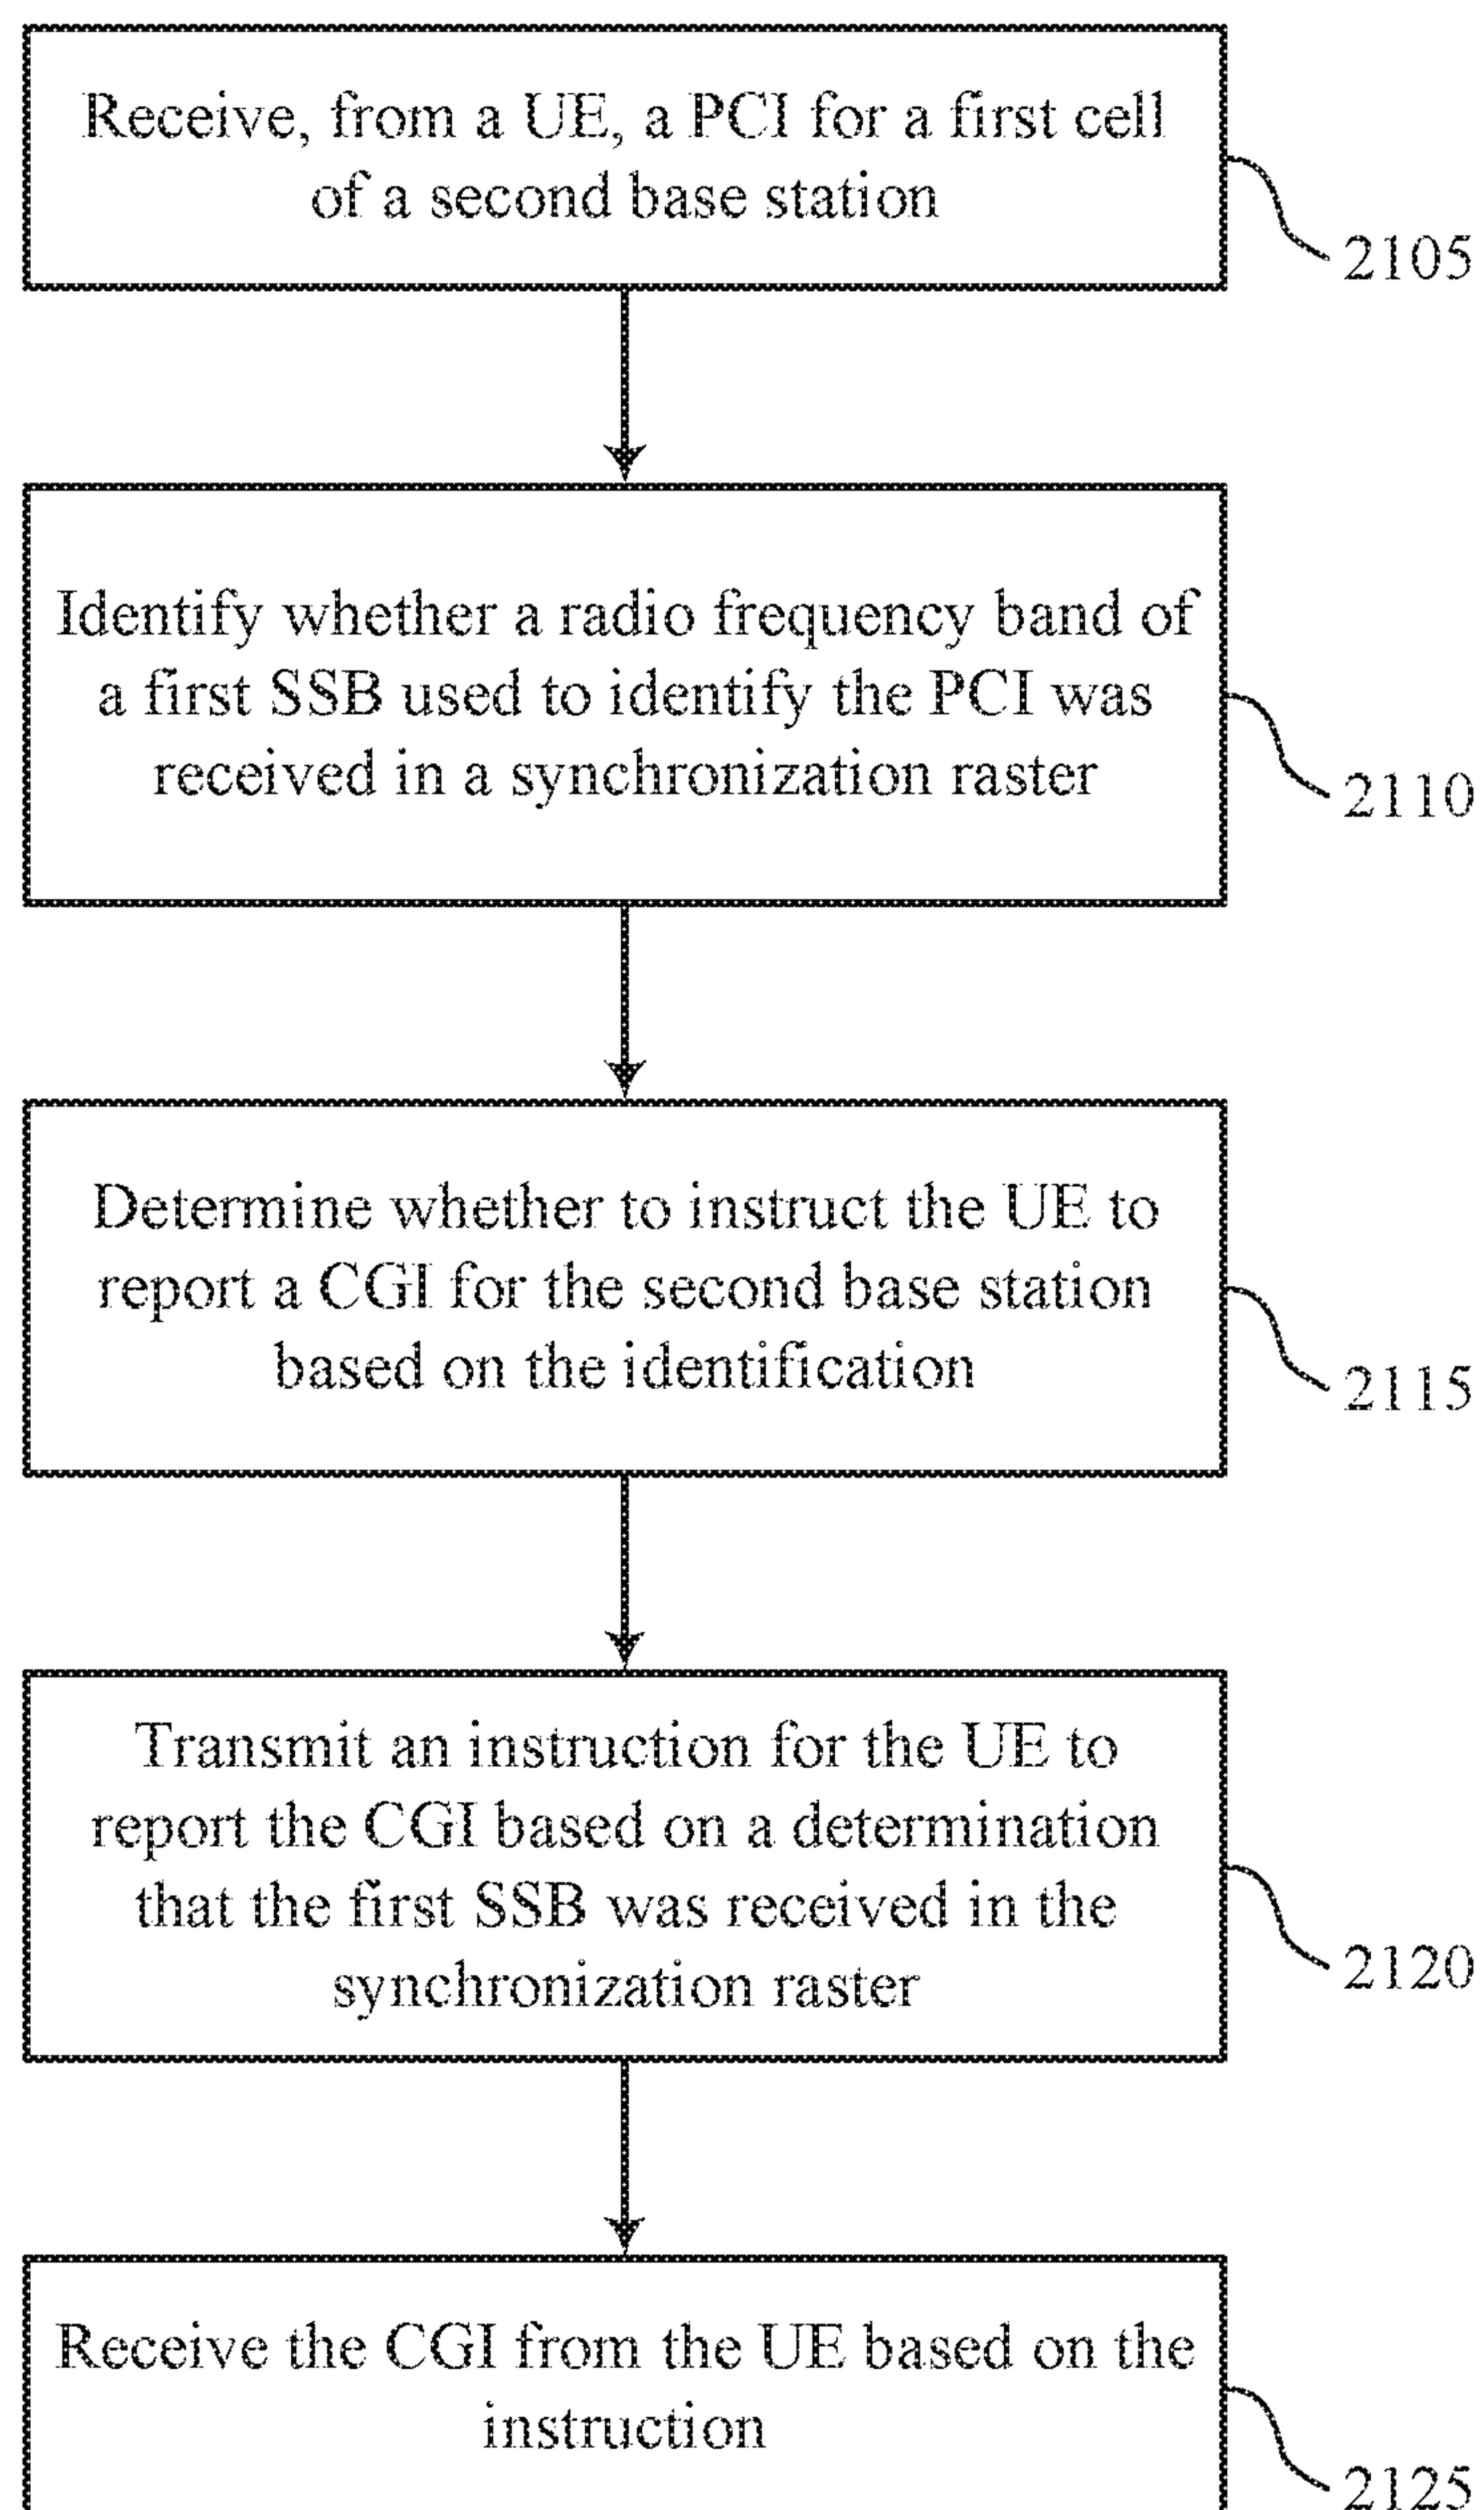 Receive, from a UE, a PCI for a first cell
of a second base station
2105
Identify whether a radio frequency band of
a first SSB used to identify the PCI was
received in a synchronization raster
2110
Determine whether to instruct the UE to
report a CGI for the second base station
based on the identification
2115
Transmit an instruction for the UE to
report the CGI based on a determination
that the first SSB was received in the
synchronization raster
2120
Receive the CGI from the UE based on the
instruction
2125